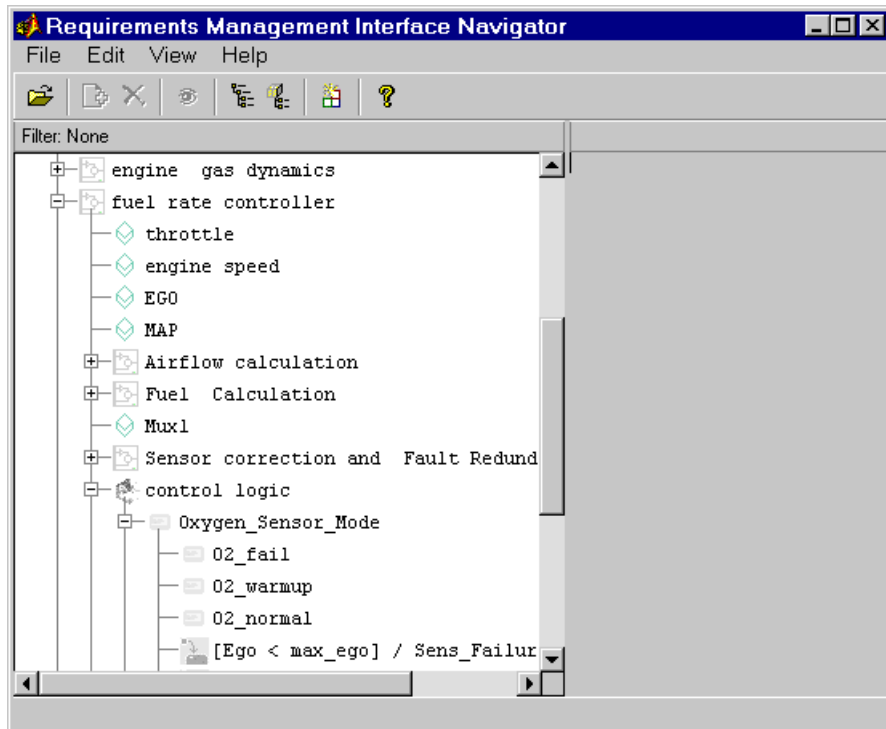 Requirements Management Interface Navigator
File Edit View Help
Filter: None
engine gas dynamics
fuel rate controller
throttle
engine speed
EGO
MAP
Airflow calculation
Fuel Calculation
Mux1
Sensor correction and Fault Redund
control logic
Oxygen_Sensor_Mode
O2_fail
O2_warmup
O2_normal
[Ego < max_ego] / Sens_Failur